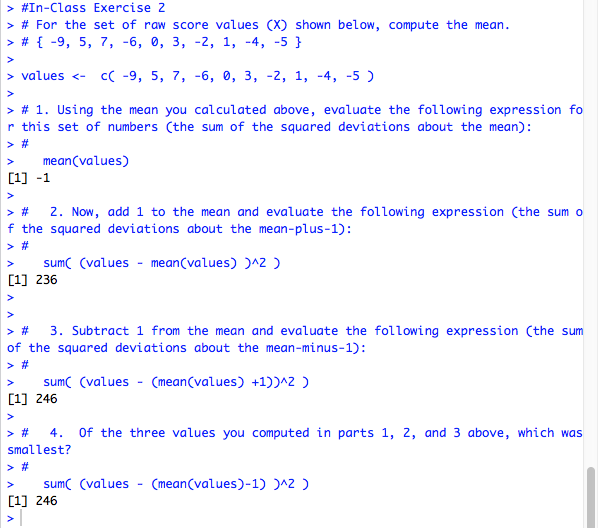 > #In-Class Exercise 2
> # For the set of raw score values (X) shown below, compute the mean.
> # { -9, 5, 7, -6, 0, 3, -2, 1, -4, -5 }
>
> values <-  c( -9, 5, 7, -6, 0, 3, -2, 1, -4, -5 )
>
> # 1. Using the mean you calculated above, evaluate the following expression fo
r this set of numbers (the sum of the squared deviations about the mean):
> #
>    mean(values)
[1] -1
>
> #   2. Now, add 1 to the mean and evaluate the following expression (the sum o
f the squared deviations about the mean-plus-1):
> #
>    sum( (values - mean(values) )^2 )
[1] 236
>
>
> #   3. Subtract 1 from the mean and evaluate the following expression (the sum
of the squared deviations about the mean-minus-1):
> #
>    sum( (values - (mean(values) +1))^2 )
[1] 246
>
> #   4.  Of the three values you computed in parts 1, 2, and 3 above, which was
smallest?
> #
>    sum( (values - (mean(values)-1) )^2 )
[1] 246
>